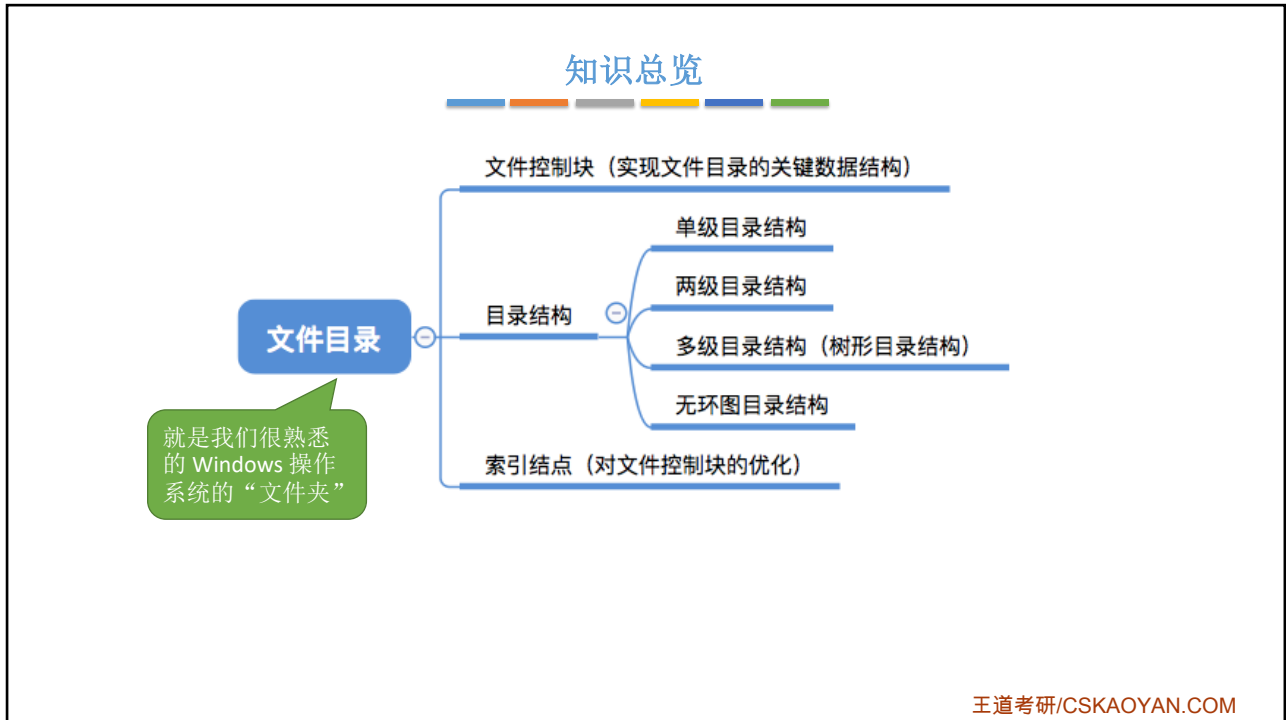 知识总览
文件控制块（实现文件目录的关键数据结构）
单级目录结构
两级目录结构
目录结构
文件目录
多级目录结构（树形目录结构）
无环图目录结构
就是我们很熟悉
的 Windows 操作
系统的“文件夹”
索引结点（对文件控制块的优化）
王道考研/CSKAOYAN.COM